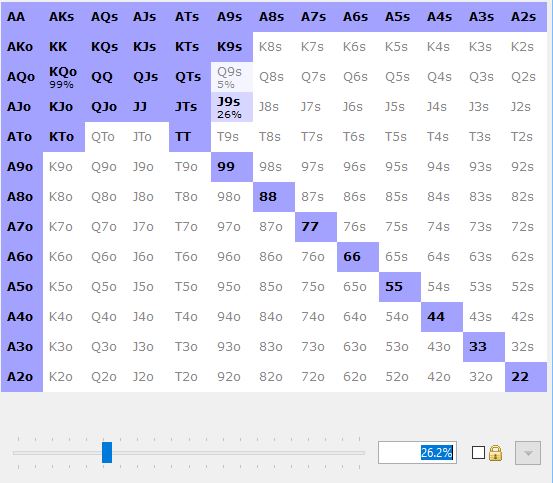 AA AKs AQs AJs ATs A9s A8s A7s A6s A5s A4s A3s A2s
AKo KK KQs KJs KTs K9s K8s K7s K6s K5s K4s K3s K2s
AQo KQo QQ QJs QTs Q9s Q8s Q7s Q6s Q5s Q4s Q3s Q2s
99% 5%
AJo KJo QJo JJ JTs J9s J8s J7s J6s J5s J4s J3s J2s
26%
ATo KTo QTo JTo TT T9s T8s T7s T6s T5s T4s T3s T2s
A9o K9o Q9o J9o T9o 99 98s 97s 96s 95s 94s 93s 92s
A8o K8o Q8o J8o T8o 98o 88 87s 86s 85s 84s 83s 82s
A7o K7o Q7o J7o T7o 97o 87o 77 76s 75s 74s 73s 72s
A6o K6o Q6o J6o T6o 96o 86o 76o 66 65s 64s 63s 62s
A5o K5o Q5o J5o T5o 95o 85o 75o 65o 55 54s 53s 52s
A4o K4o Q4o J4o T4o 94o 84o 74o 64o 54o 44 43s 42s
A3o K3o Q3o J3o T3o 93o 83o 73o 63o 53o 43o 33 32s
A2o K2o Q2o J2o T2o 92o 82o 72o 62o 52o 42o 32o 22
26.2%